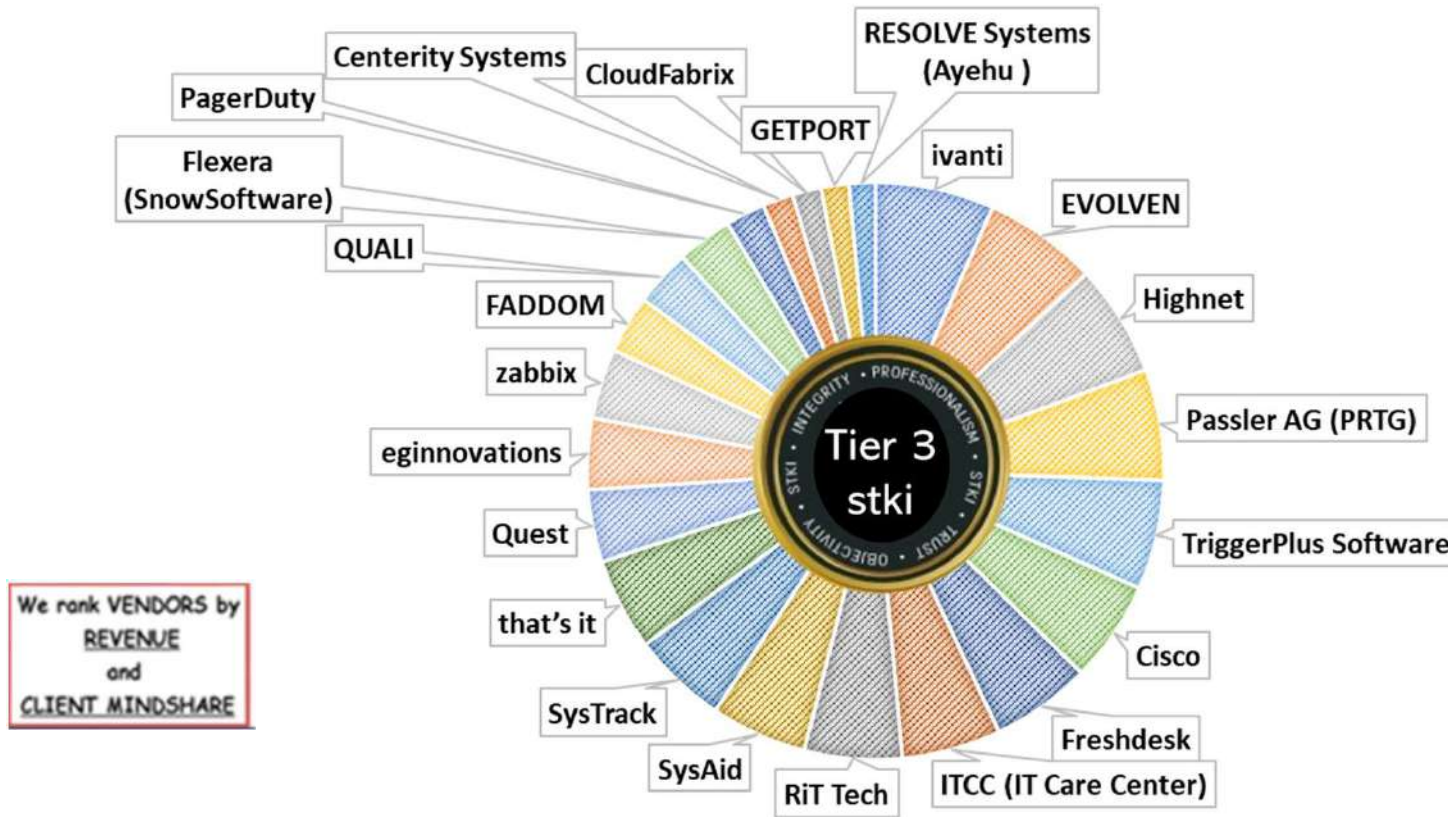 RESOLVE Systems
(Ayehu )
Centerity Systems
CloudFabrix
PagerDuty
GETPORT
ivanti
Flexera
(SnowSoftware)
EVOLVEN
QUALI
Highnet
FADDOM
zabbix
Passler AG (PRTG)
eginnovations
Quest
TriggerPlus Software
that's it
Cisco
SysTrack
Freshdesk
SysAid
ITCC (IT Care Center)
RiT Tech
Tier 3
stki
• INTEGRITY • PROFESSIONALISM • STKI • TRUST • OBJECTIVITY • STKI
We rank VENDORS by
REVENUE
and
CLIENT MINDSHARE